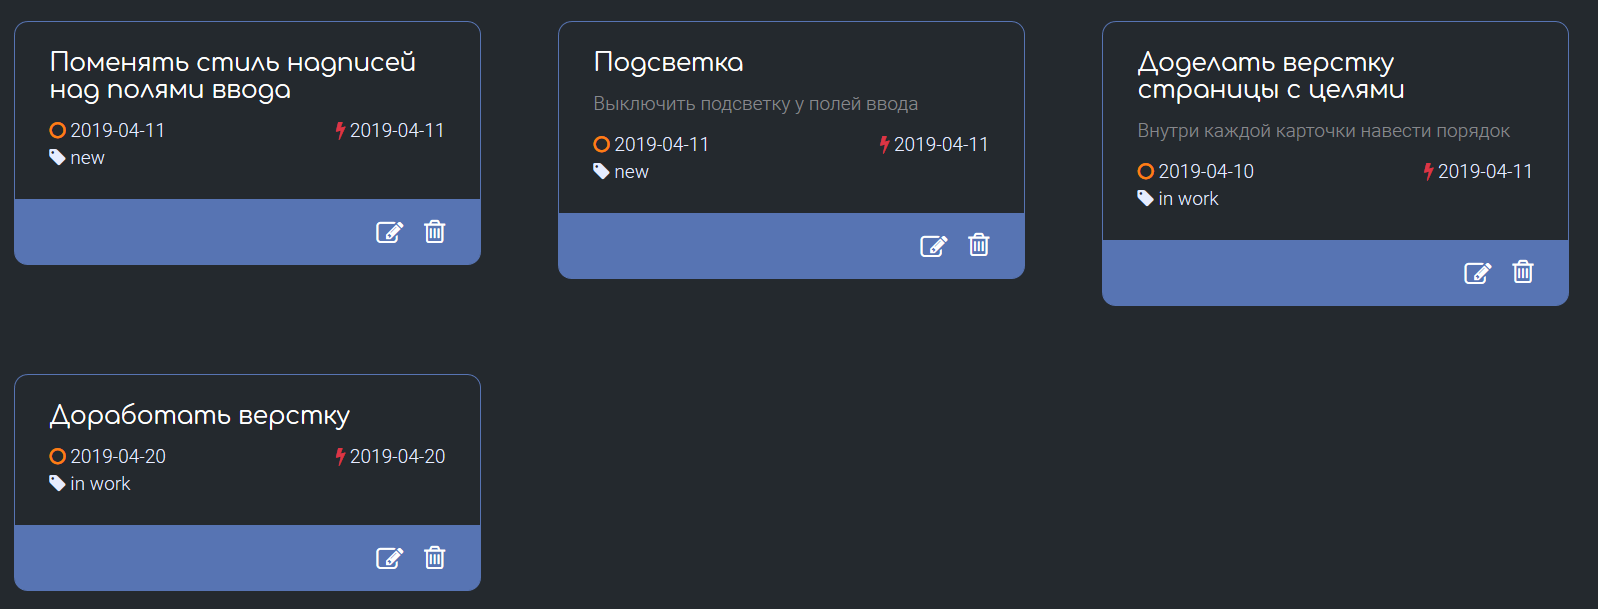 Поменять стиль надписей
над полями ввода
2019-04-11 2019-04-11
new
Подсветка
Выключить подсветку у полей ввода
2019-04-11 2019-04-11
new
Доделать верстку
страницы с целями
Внутри каждой карточки навести порядок
2019-04-10 2019-04-11
in work
Доработать верстку
2019-04-20 2019-04-20
in work